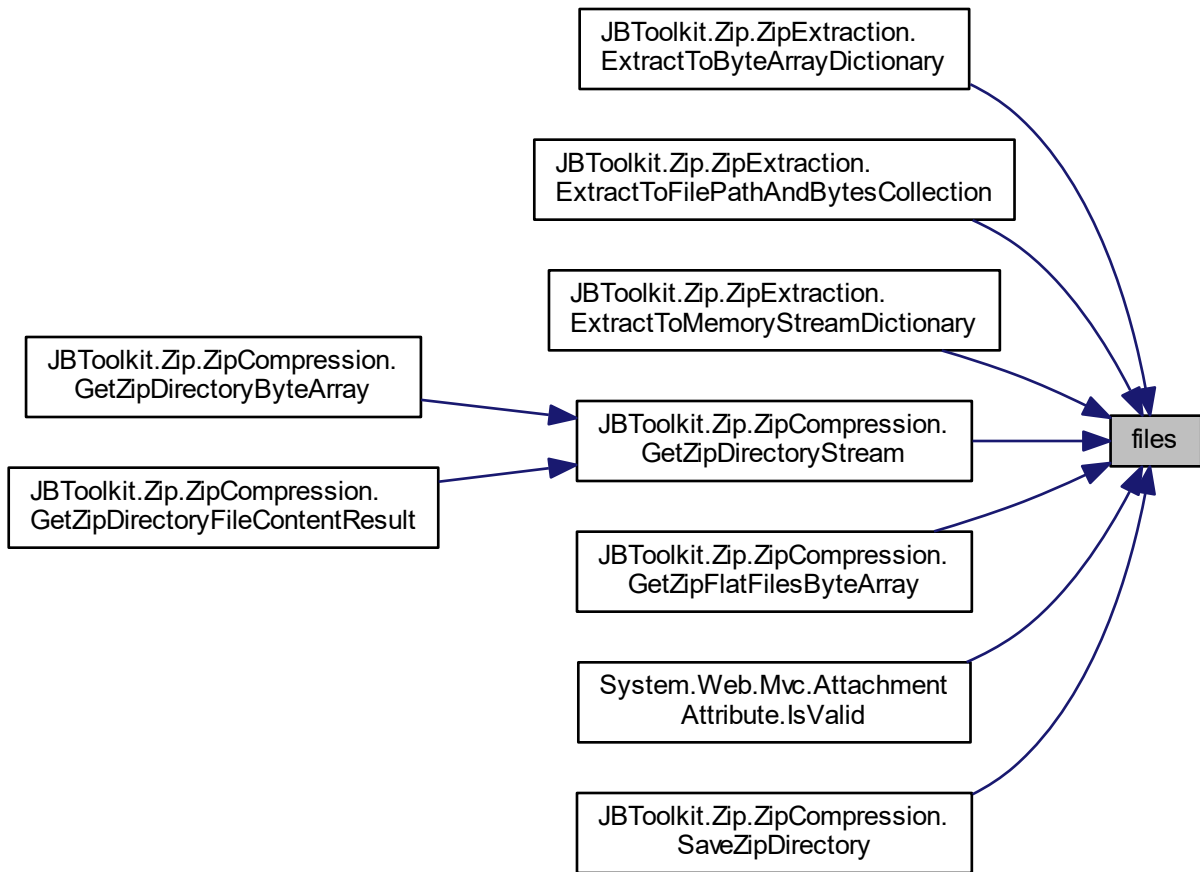 JBToolkit.Zip.ZipExtraction.
ExtractToByteArrayDictionary
JBToolkit.Zip.ZipExtraction.
ExtractToFilePathAndBytesCollection
JBToolkit.Zip.ZipExtraction.
ExtractToMemoryStreamDictionary
JBToolkit.Zip.ZipCompression.
GetZipDirectoryByteArray
JBToolkit.Zip.ZipCompression.
GetZipDirectoryFileContentResult
JBToolkit.Zip.ZipCompression.
GetZipDirectoryStream
files
JBToolkit.Zip.ZipCompression.
GetZipFlatFilesByteArray
System.Web.Mvc.Attachment
Attribute.IsValid
JBToolkit.Zip.ZipCompression.
SaveZipDirectory